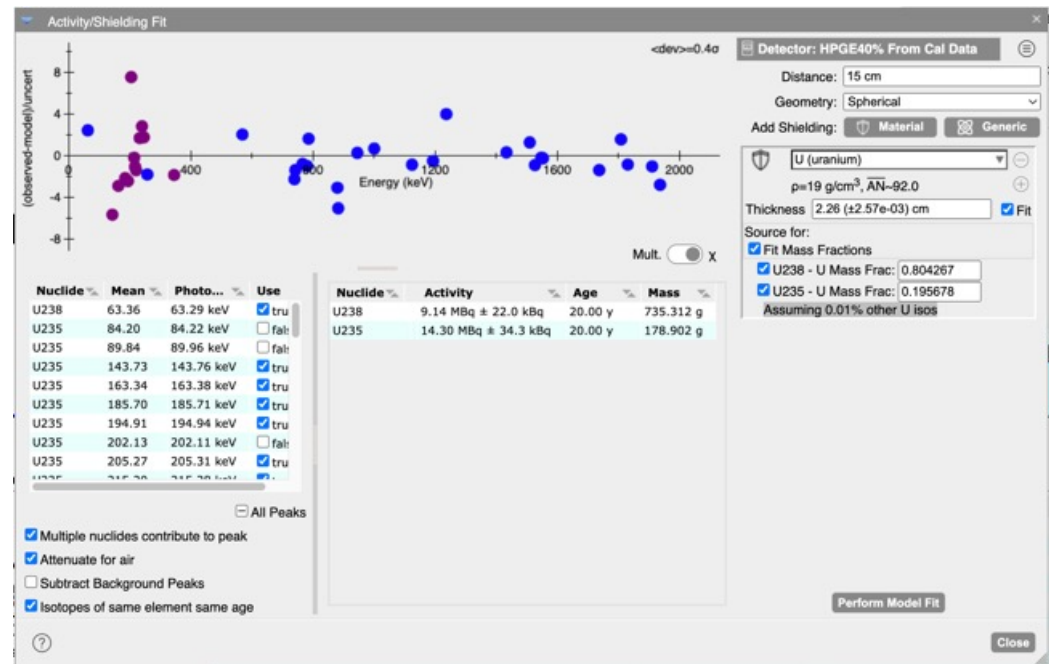 Activity/Shielding Fit
<dev>=0.4σ
(observed-model)/uncert
8
4
0
-4
-8
0 400 800 1200 1600 2000
Energy (keV)
Mult. X
Nuclide Mean Photo... Use
U238 63.36 63.29 keV tru
U235 84.20 84.22 keV fals
U235 89.84 89.96 keV fals
U235 143.73 143.76 keV tru
U235 163.34 163.38 keV tru
U235 185.70 185.71 keV tru
U235 194.91 194.94 keV tru
U235 202.13 202.11 keV fals
U235 205.27 205.31 keV tru
All Peaks
Multiple nuclides contribute to peak
Attenuate for air
Subtract Background Peaks
Isotopes of same element same age
Nuclide Activity Age Mass
U238 9.14 MBq ± 22.0 kBq 20.00 y 735.312 g
U235 14.30 MBq ± 34.3 kBq 20.00 y 178.902 g
Detector: HPGE40% From Cal Data
Distance: 15 cm
Geometry: Spherical
Add Shielding: Material Generic
U (uranium)
ρ=19 g/cm³, AN~92.0
Thickness 2.26 (±2.57e-03) cm Fit
Source for:
Fit Mass Fractions
U238 - U Mass Frac: 0.804267
U235 - U Mass Frac: 0.195678
Assuming 0.01% other U isos
Perform Model Fit
?
Close